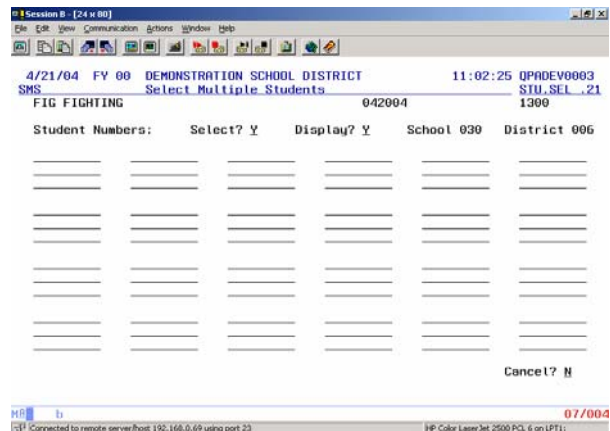 Session B - [24 x 80]
File Edit View Communication Actions Window Help
4/21/04 FY 00 DEMONSTRATION SCHOOL DISTRICT 11:02:25 QPADEV0003
SMS Select Multiple Students STU.SEL .21
FIG FIGHTING 042004 1300
Student Numbers: Select? Y Display? Y School 030 District 006
Cancel? N
MA b 07/004
Connected to remote server/host 192.168.0.69 using port 23 HP Color LaserJet 2500 PCL 6 on LPT1: